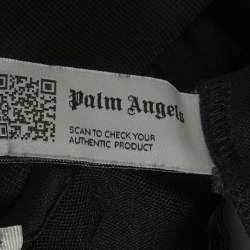 Palm Angels
SCAN TO CHECK YOUR
AUTHENTIC PRODUCT